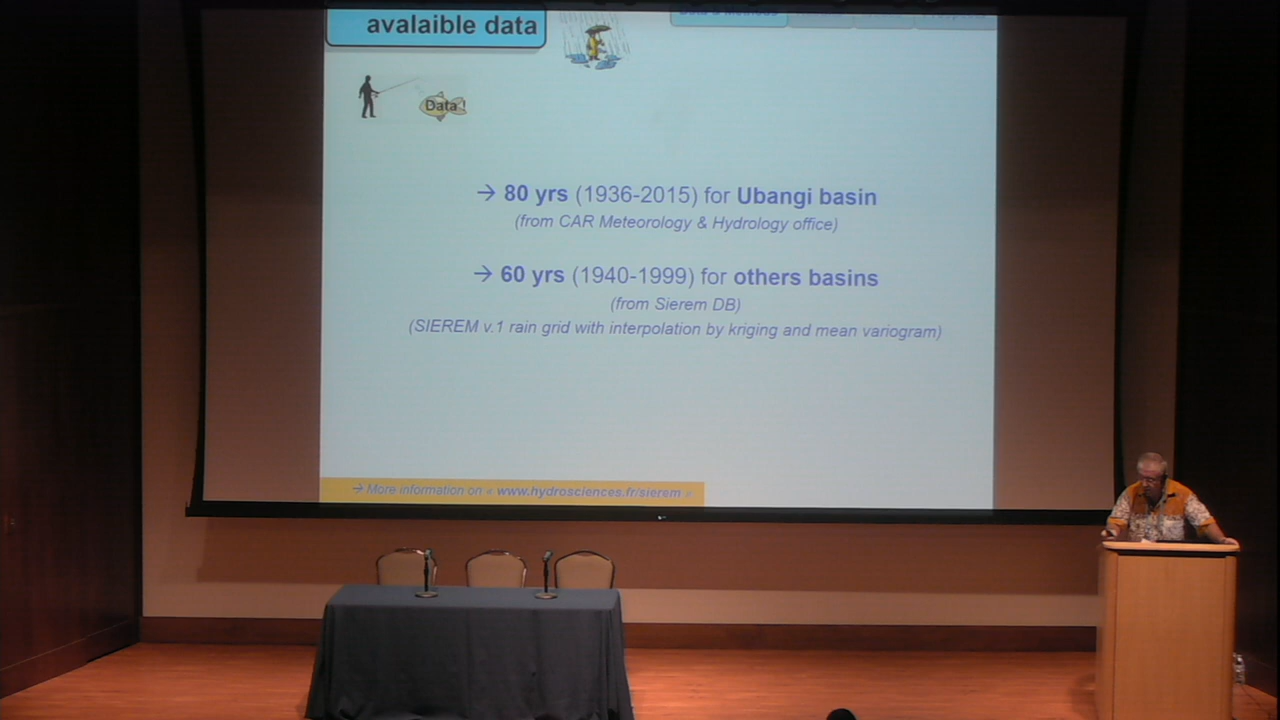 avalaible data
Data & Methods
Data !
→ 80 yrs (1936-2015) for Ubangi basin
(from CAR Meteorology & Hydrology office)
→ 60 yrs (1940-1999) for others basins
(from Sierem DB)
(SIEREM v.1 rain grid with interpolation by kriging and mean variogram)
→ More information on « www.hydrosciences.fr/sierem »